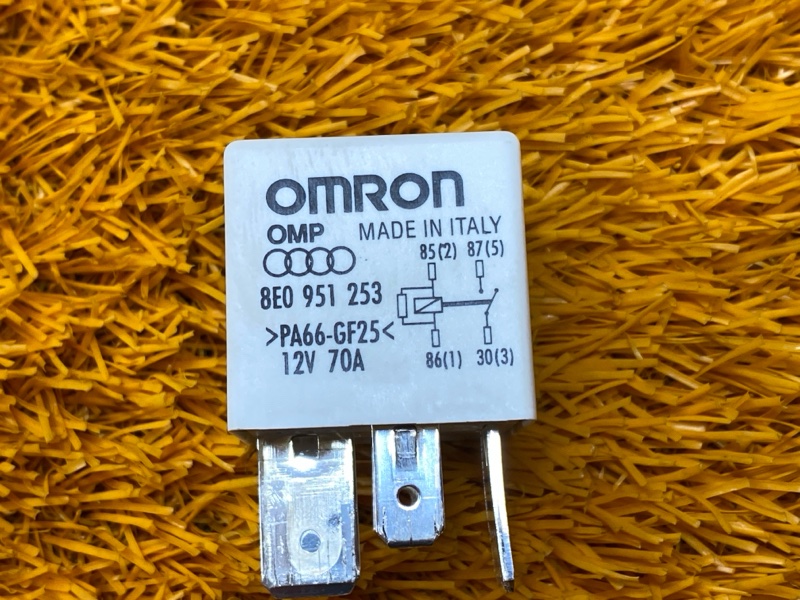 OMRON
OMP MADE IN ITALY
85(2) 87(5)
8E0 951 253
>PA66-GF25<
12V 70A
86(1) 30(3)